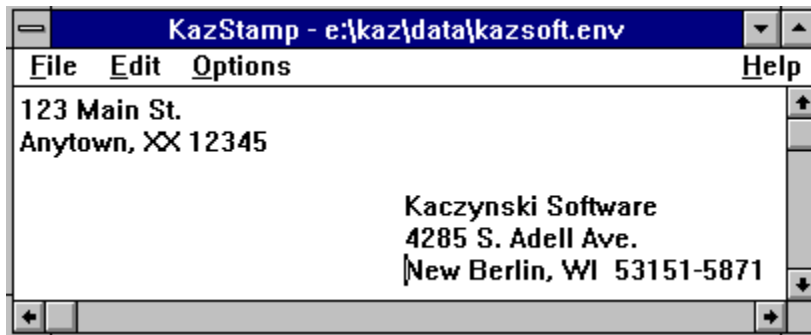 KazStamp - e:\kaz\data\kazsoft.env
File Edit Options Help
123 Main St.
Anytown, XX 12345
Kaczynski Software
4285 S. Adell Ave.
New Berlin, WI  53151-5871